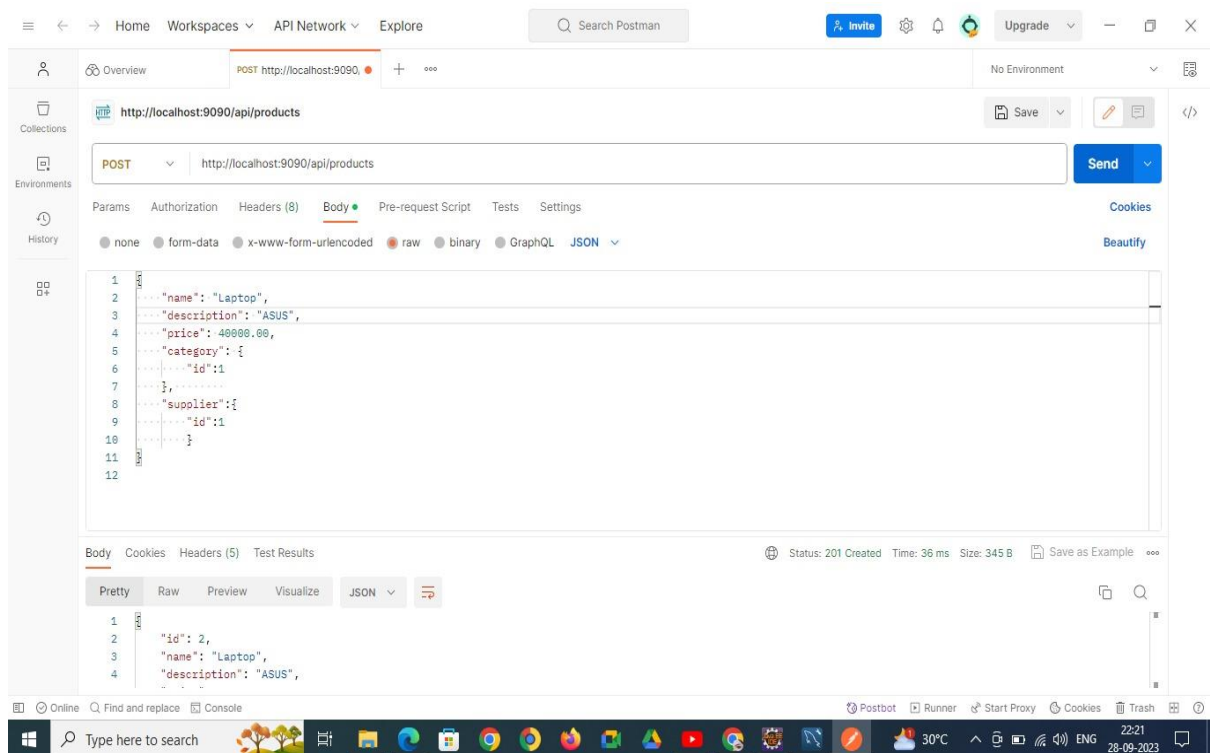 Home Workspaces API Network Explore Search Postman Invite Upgrade
Overview POST http://localhost:9090, No Environment
HTTP http://localhost:9090/api/products Save
Collections
POST http://localhost:9090/api/products Send
Environments
Params Authorization Headers (8) Body Pre-request Script Tests Settings Cookies
History
none form-data x-www-form-urlencoded raw binary GraphQL JSON Beautify
1 {
2 "name": "Laptop",
3 "description": "ASUS",
4 "price": 40000.00,
5 "category": {
6 "id":1
7 },
8 "supplier":{
9 "id":1
10 }
11 }
12
Body Cookies Headers (5) Test Results Status: 201 Created Time: 36 ms Size: 345 B Save as Example
Pretty Raw Preview Visualize JSON
1 {
2 "id": 2,
3 "name": "Laptop",
4 "description": "ASUS",
Online Find and replace Console Postbot Runner Start Proxy Cookies Trash
Type here to search 30°C ENG 22:21
28-09-2023